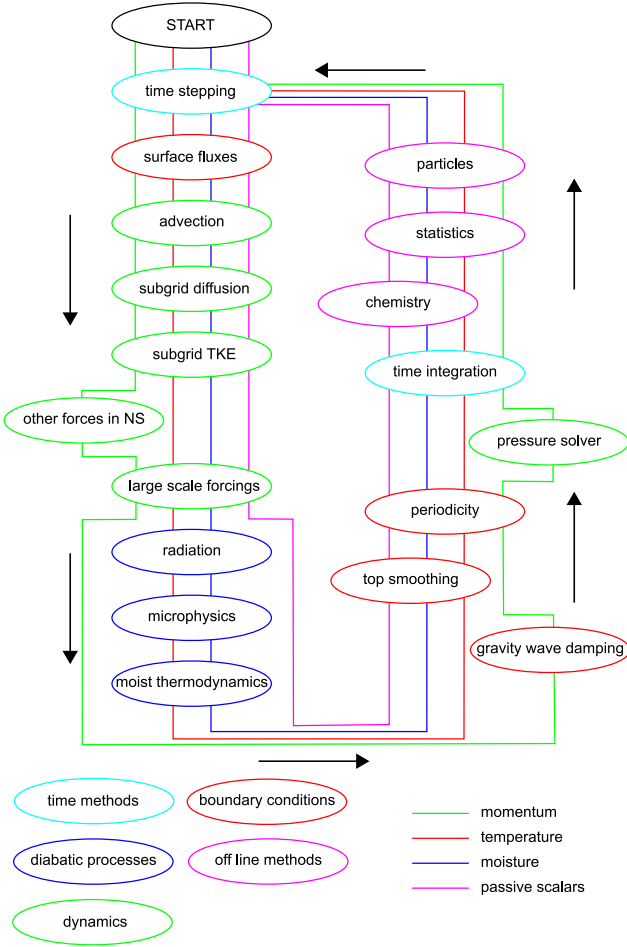 START
time stepping
surface fluxes
advection
subgrid diffusion
subgrid TKE
other forces in NS
large scale forcings
radiation
microphysics
moist thermodynamics
particles
statistics
chemistry
time integration
pressure solver
periodicity
top smoothing
gravity wave damping
time methods
boundary conditions
diabatic processes
off line methods
dynamics
momentum
temperature
moisture
passive scalars